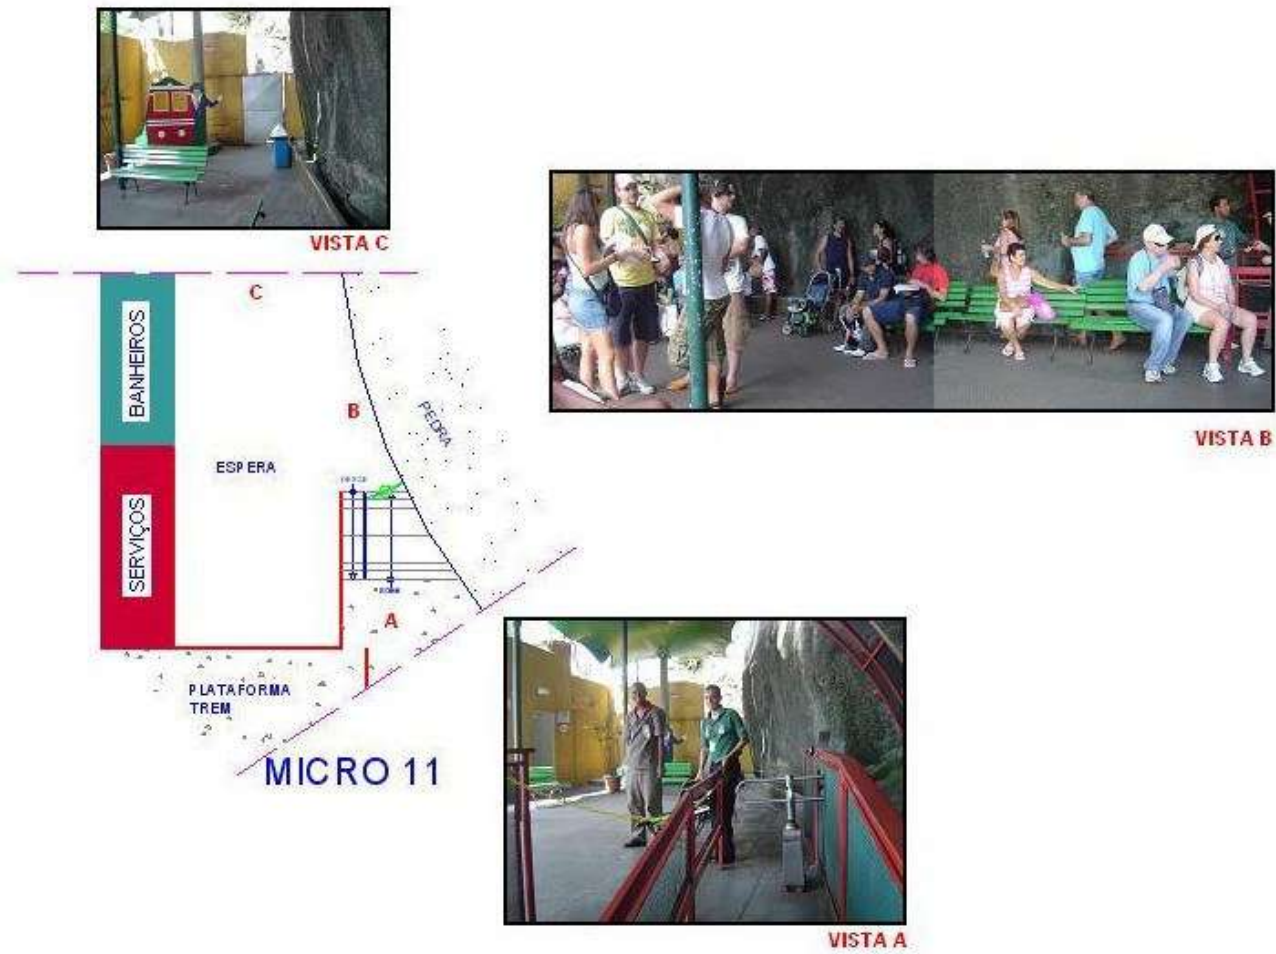 VISTA C
C
BANHEIROS
B
PEDRA
VISTA B
ESPERA
SERVIÇOS
A
PLATAFORMA
TREM
MICRO 11
VISTA A